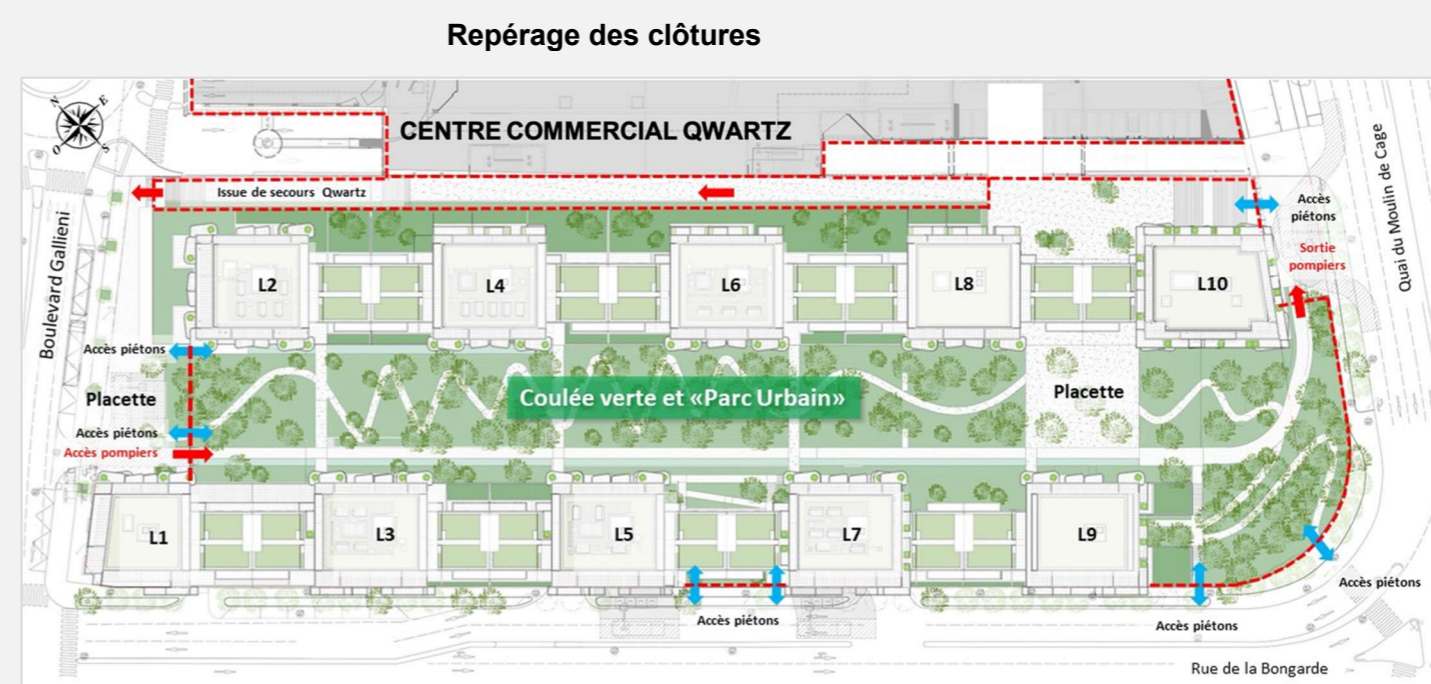 Repérage des clôtures
N
E
O
S
CENTRE COMMERCIAL QWARTZ
Issue de secours Qwartz
Accès
piétons
Sortie
pompiers
Quai du Moulin de Cage
Boulevard Gallieni
L2
L4
L6
L8
L10
Accès piétons
Placette
Coulée verte et «Parc Urbain»
Placette
Accès piétons
Accès pompiers
L1
L3
L5
L7
L9
Accès piétons
Accès piétons
Accès piétons
Rue de la Bongarde